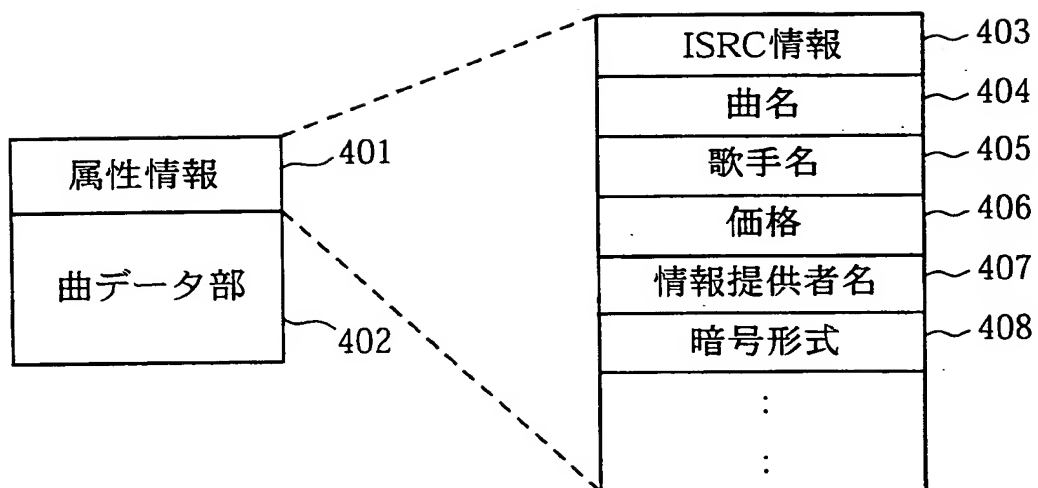 属性情報
401
曲データ部
402
ISRC情報
403
曲名
404
歌手名
405
価格
406
情報提供者名
407
暗号形式
408